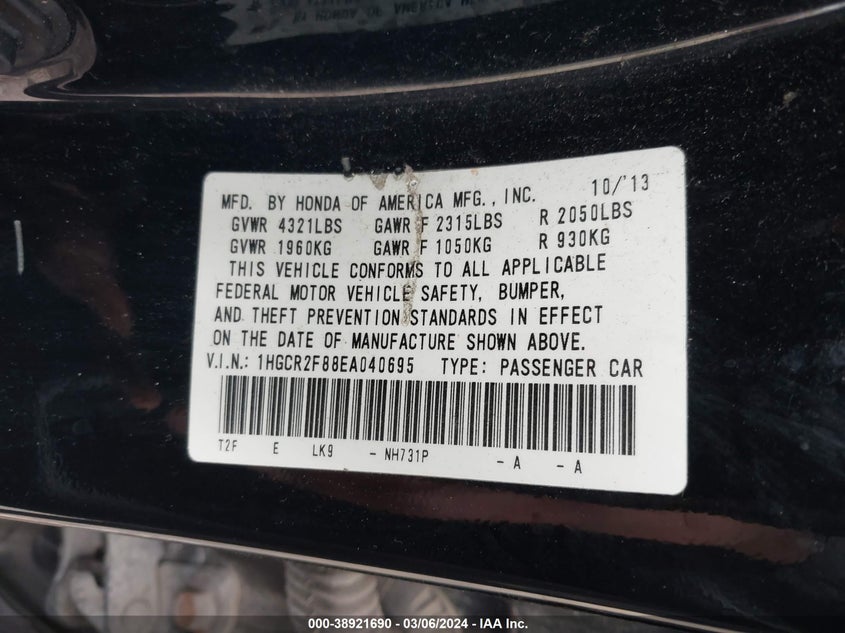 MFD. BY HONDA OF AMERICA MFG., INC. 10/'13
GVWR 4321LBS GAWR F 2315LBS R 2050LBS
GVWR 1960KG GAWR F 1050KG R 930KG
THIS VEHICLE CONFORMS TO ALL APPLICABLE
FEDERAL MOTOR VEHICLE SAFETY, BUMPER,
AND THEFT PREVENTION STANDARDS IN EFFECT
ON THE DATE OF MANUFACTURE SHOWN ABOVE.
V.I.N.: 1HGCR2F88EA040695 TYPE: PASSENGER CAR
T2F E LK9 - NH731P - A - A
000-38921690 - 03/06/2024 - IAA Inc.